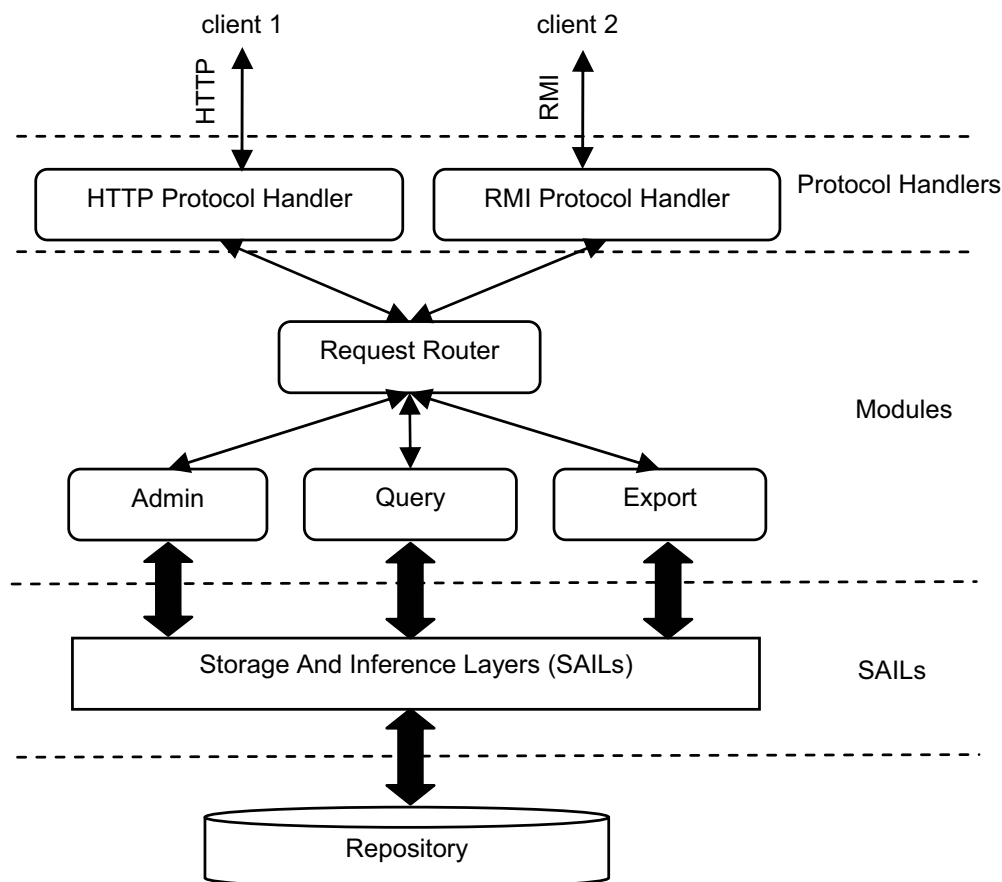 client 1
client 2
HTTP
RMI
HTTP Protocol Handler
RMI Protocol Handler
Protocol Handlers
Request Router
Modules
Admin
Query
Export
Storage And Inference Layers (SAILs)
SAILs
Repository